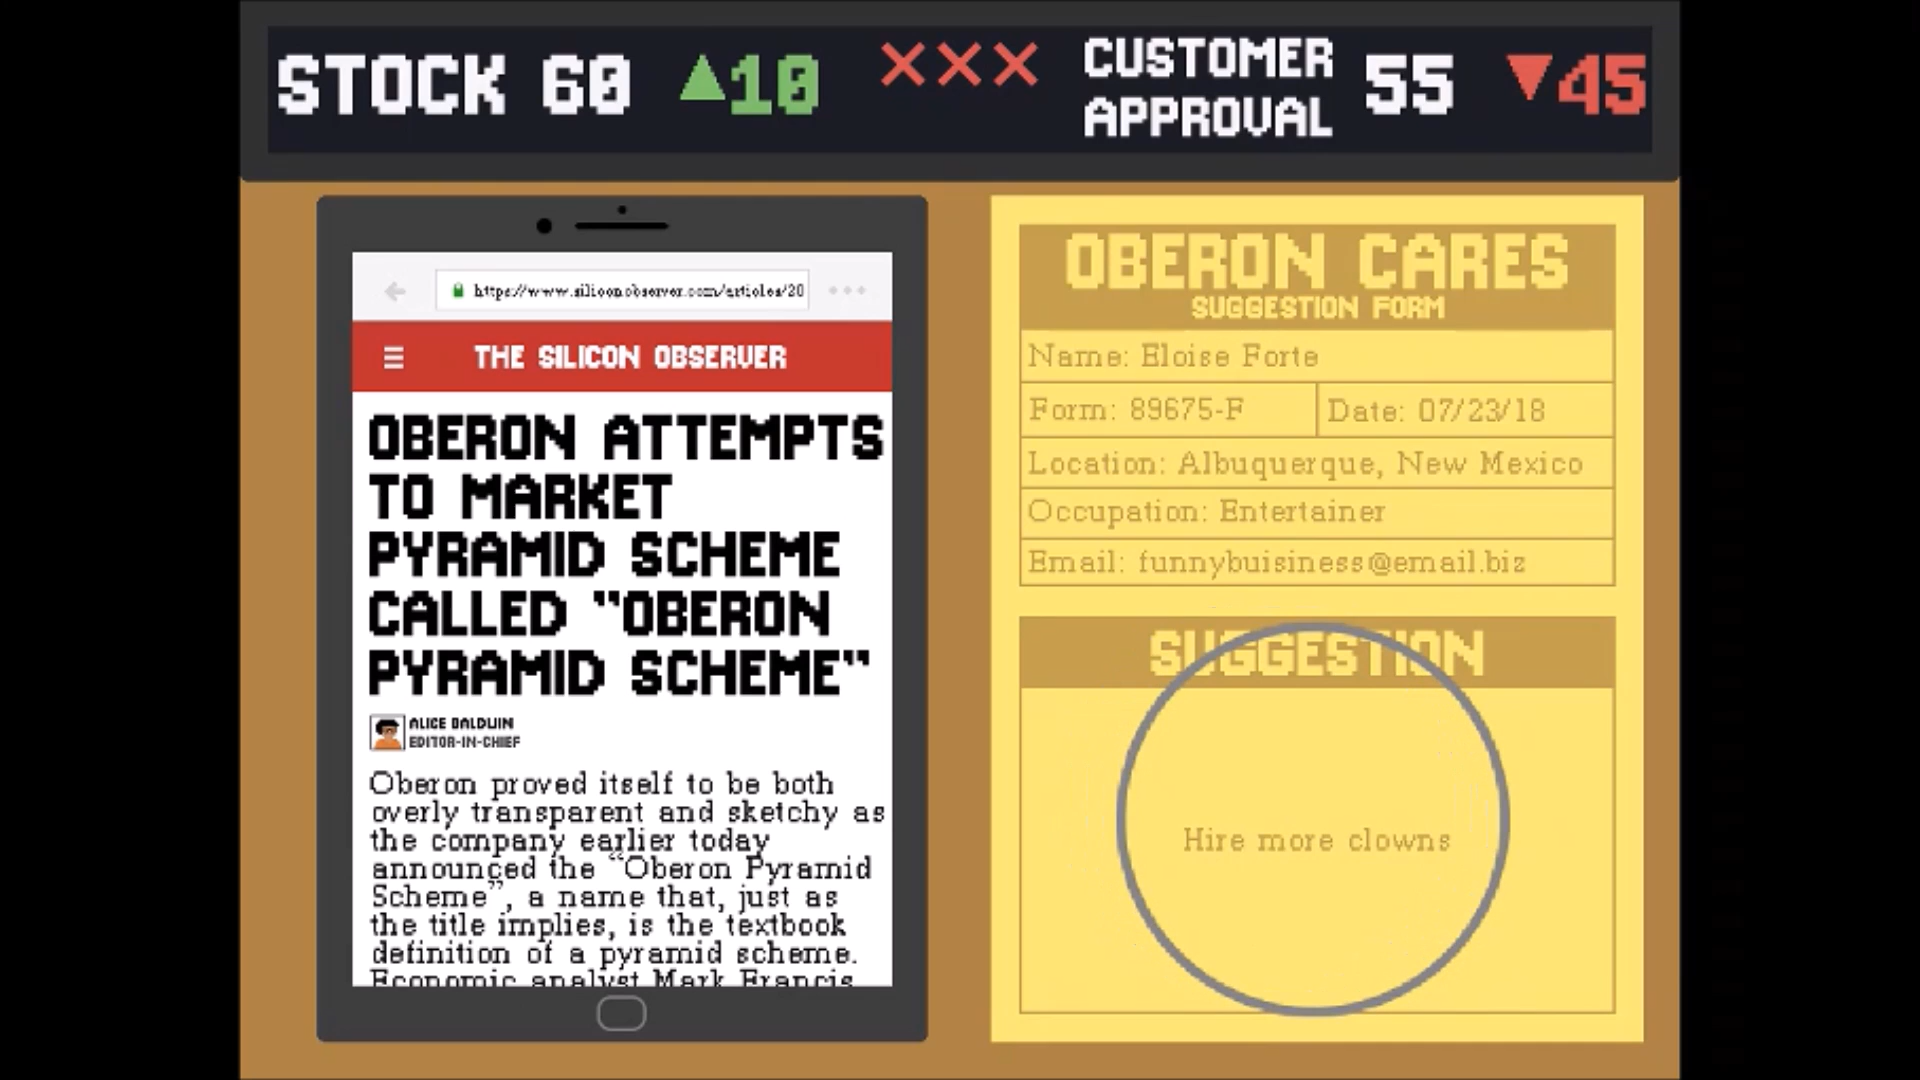 STOCK 60 ▲10 ✕✕✕ CUSTOMER APPROVAL 55 ▼45
https://www.siliconobserver.com/articles/20
THE SILICON OBSERVER
OBERON ATTEMPTS
TO MARKET
PYRAMID SCHEME
CALLED "OBERON
PYRAMID SCHEME"
ALICE BALDWIN
EDITOR-IN-CHIEF
Oberon proved itself to be both
overly transparent and sketchy as
the company earlier today
announced the “Oberon Pyramid
Scheme”, a name that, just as
the title implies, is the textbook
definition of a pyramid scheme.
Economic analyst Mark Francis
OBERON CARES
SUGGESTION FORM
Name: Eloise Forte
Form: 89675-F
Date: 07/23/18
Location: Albuquerque, New Mexico
Occupation: Entertainer
Email: funnybuisiness@email.biz
SUGGESTION
Hire more clowns